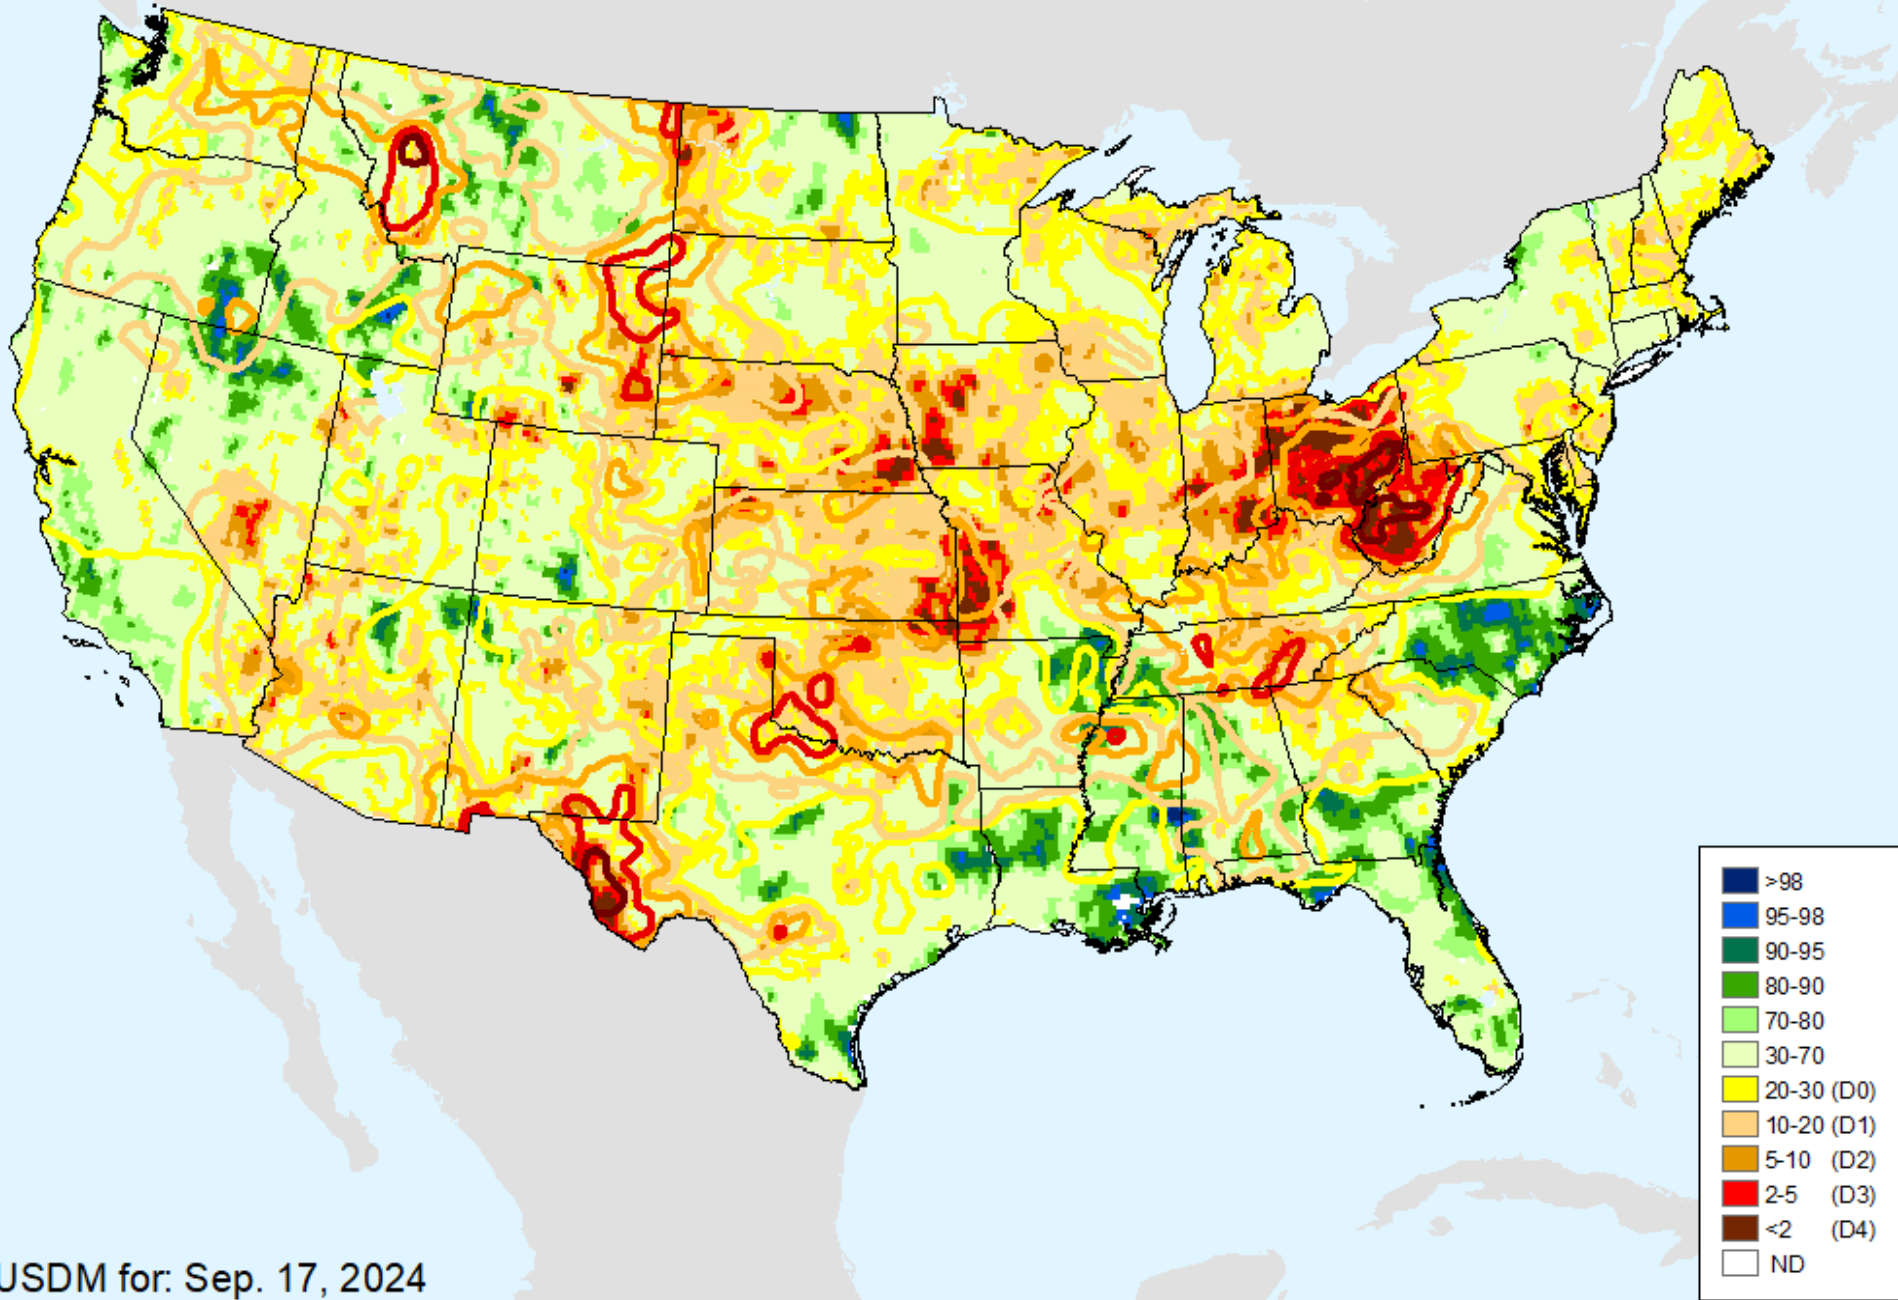 >98
95-98
90-95
80-90
70-80
30-70
20-30 (D0)
10-20 (D1)
5-10 (D2)
2-5 (D3)
<2 (D4)
ND
USDM for: Sep. 17, 2024